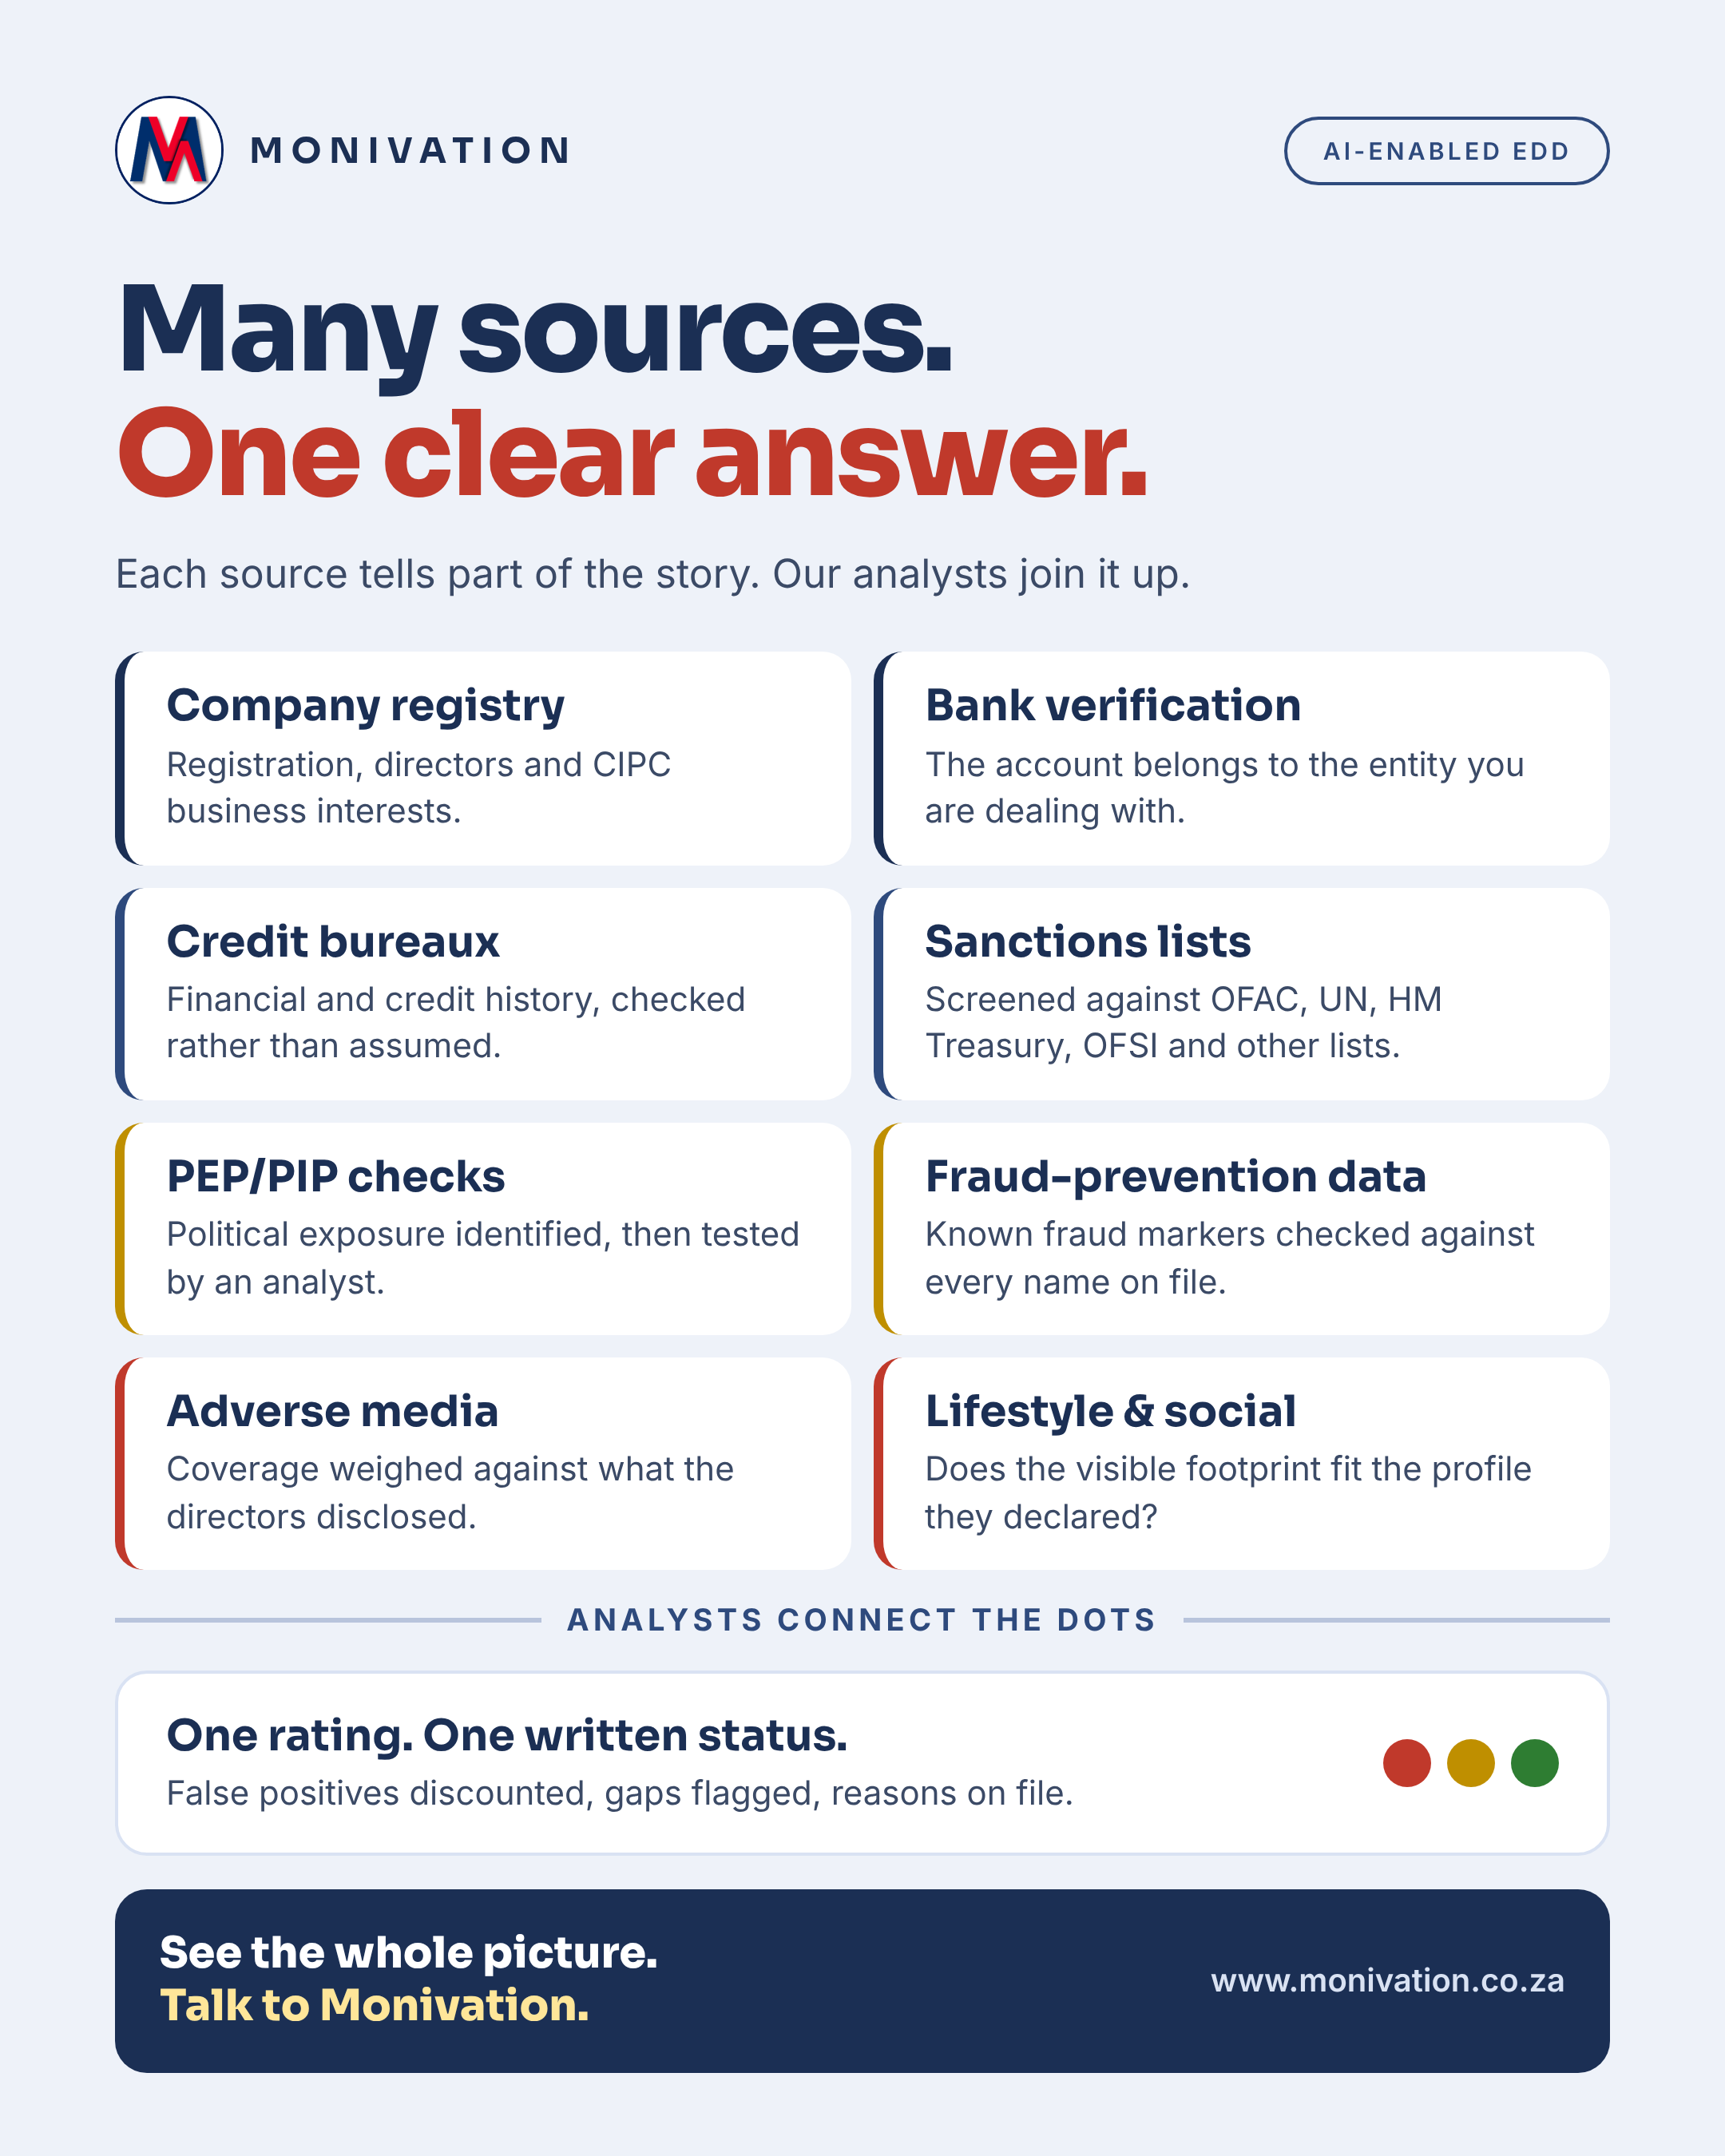 MONIVATION
AI-ENABLED EDD
Many sources.
One clear answer.
Each source tells part of the story. Our analysts join it up.
Company registry
Registration, directors and CIPC
business interests.
Bank verification
The account belongs to the entity you
are dealing with.
Credit bureaux
Financial and credit history, checked
rather than assumed.
Sanctions lists
Screened against OFAC, UN, HM
Treasury, OFSI and other lists.
PEP/PIP checks
Political exposure identified, then tested
by an analyst.
Fraud-prevention data
Known fraud markers checked against
every name on file.
Adverse media
Coverage weighed against what the
directors disclosed.
Lifestyle & social
Does the visible footprint fit the profile
they declared?
ANALYSTS CONNECT THE DOTS
One rating. One written status.
False positives discounted, gaps flagged, reasons on file.
See the whole picture.
Talk to Monivation.
www.monivation.co.za